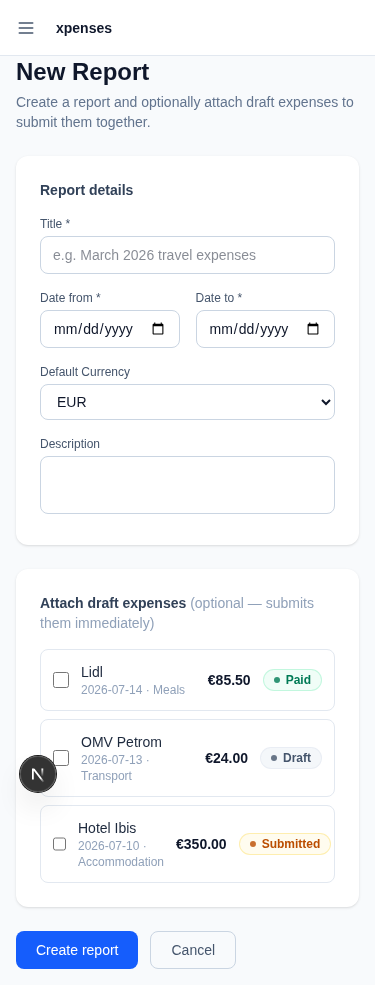 xpenses
New Report
Create a report and optionally attach draft expenses to
submit them together.
Report details
Title *
e.g. March 2026 travel expenses
Date from *
Date to *
mm/dd/yyyy
mm/dd/yyyy
Default Currency
EUR
Description
Attach draft expenses (optional — submits
them immediately)
Lidl
2026-07-14 · Meals
€85.50
Paid
OMV Petrom
2026-07-13 ·
Transport
€24.00
Draft
N
Hotel Ibis
2026-07-10 ·
Accommodation
€350.00
Submitted
Create report
Cancel